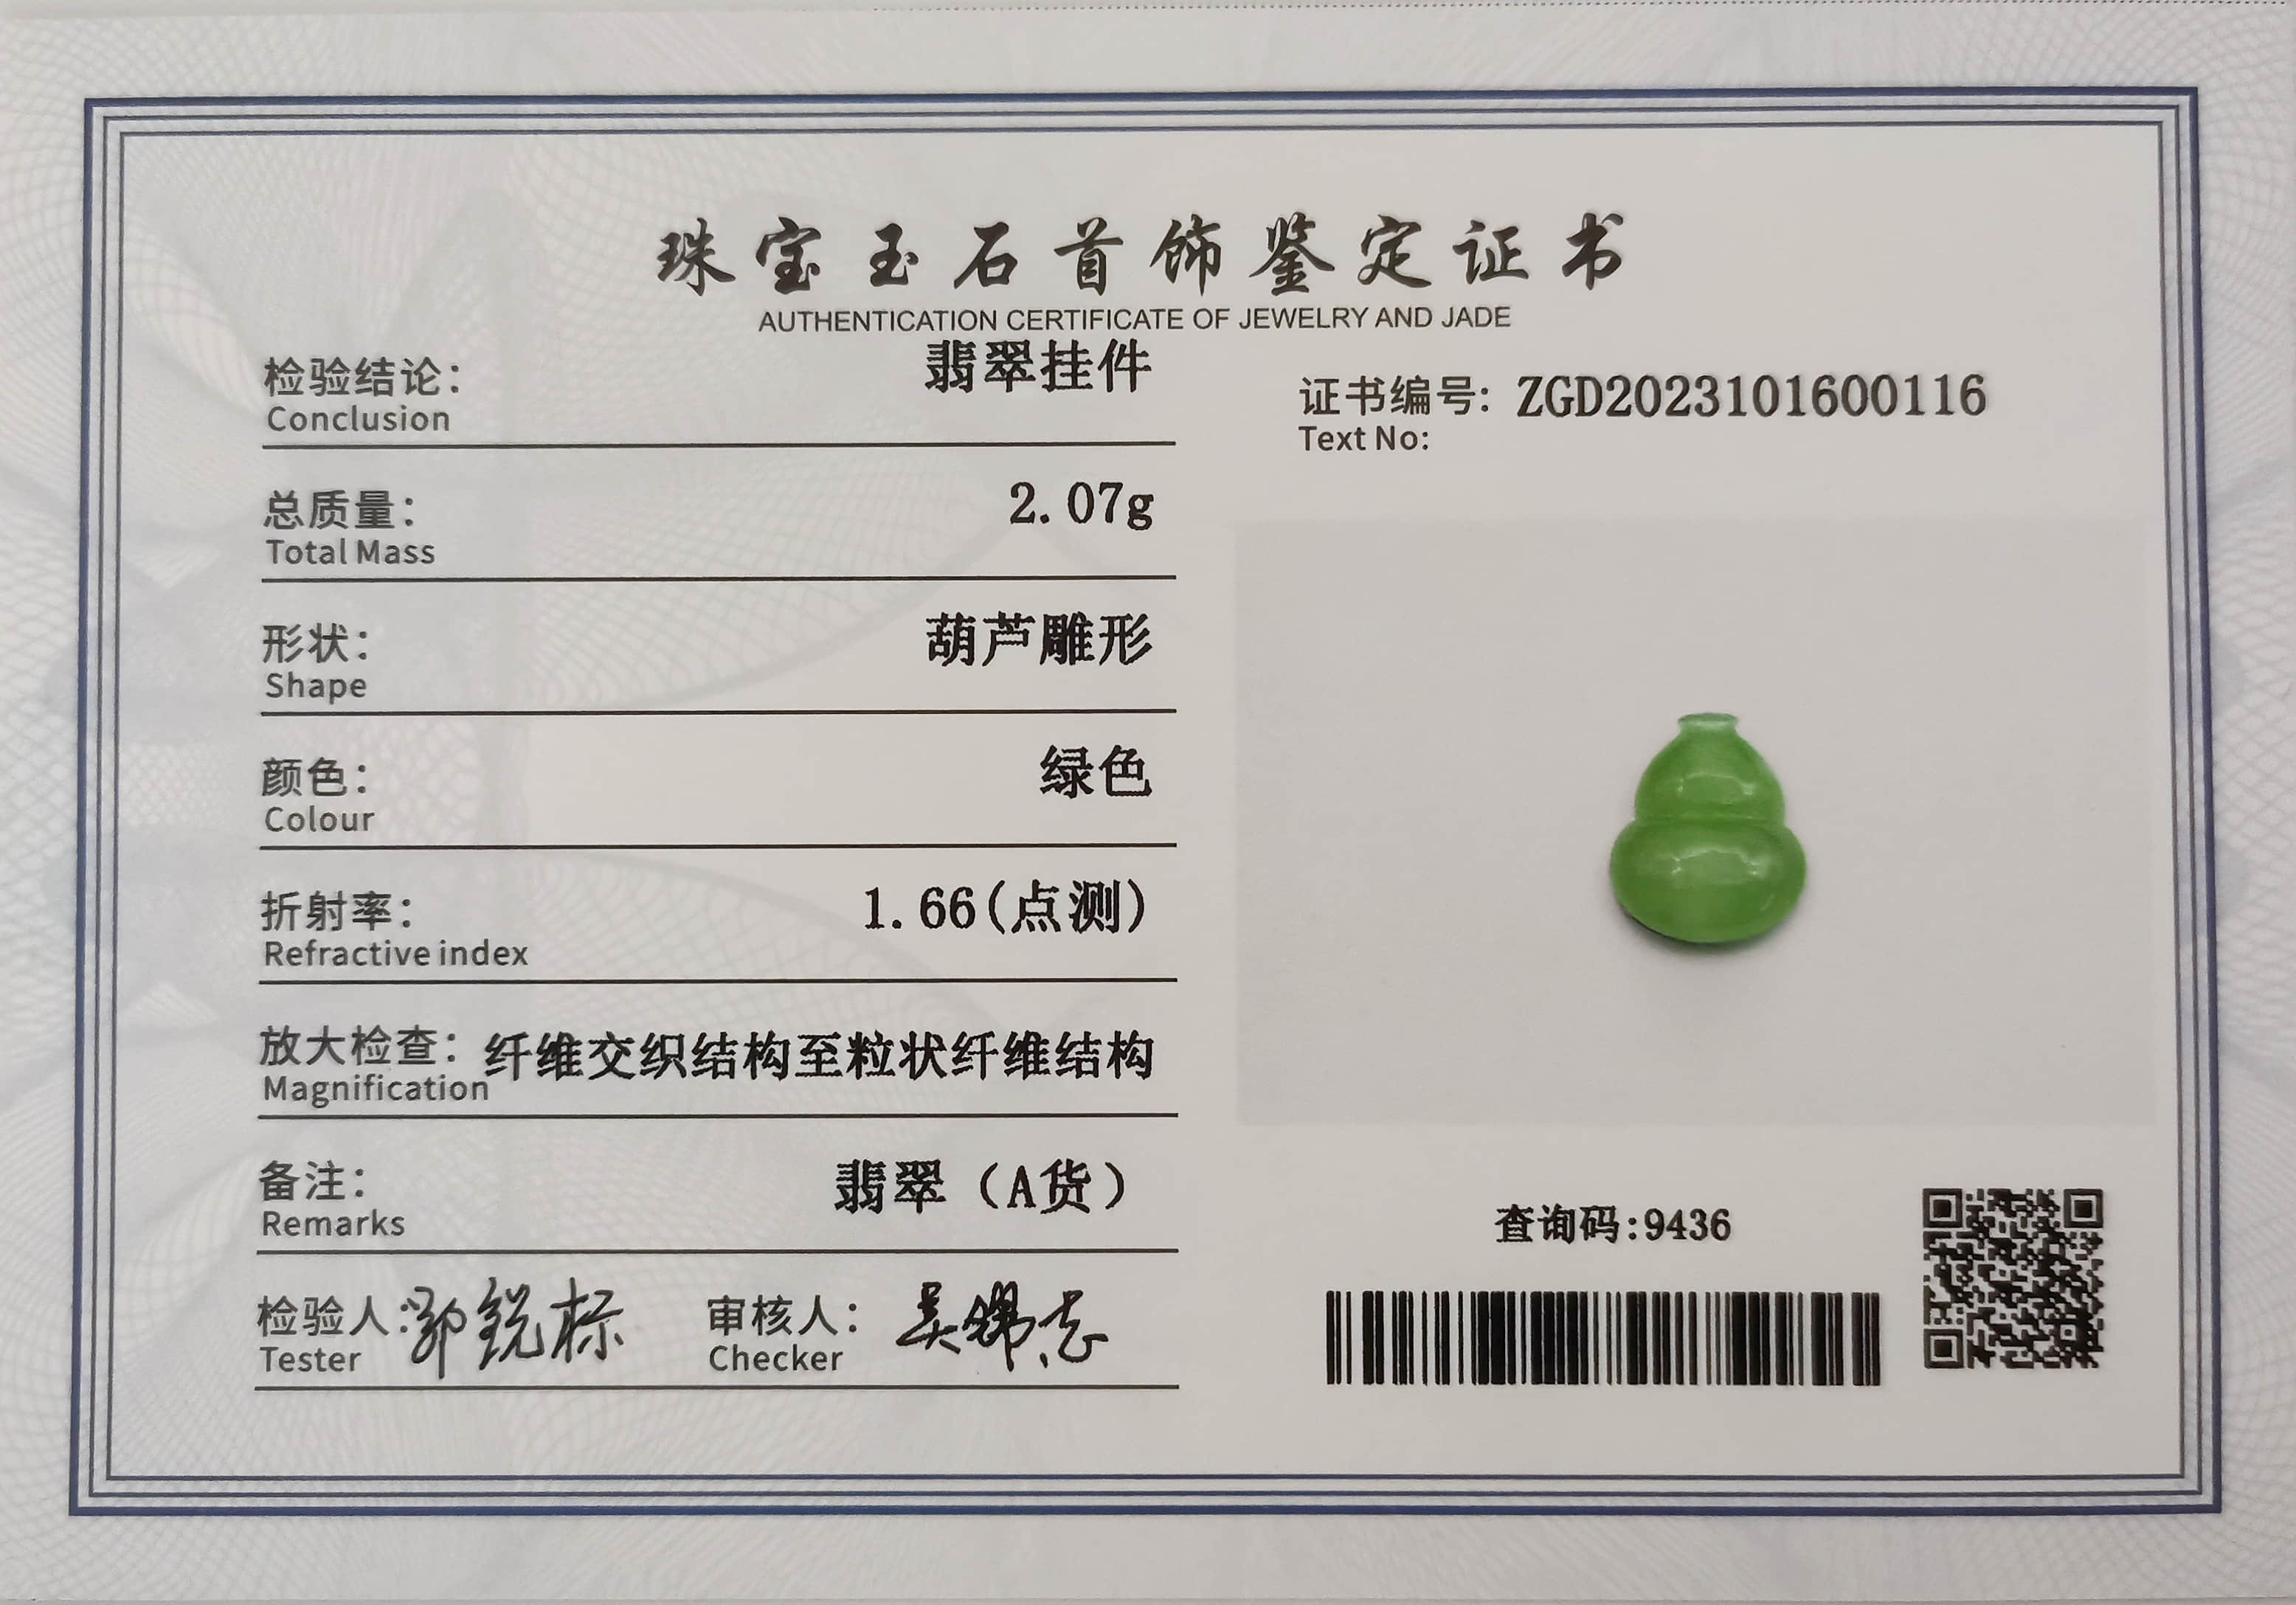 珠宝玉石首饰鉴定证书
AUTHENTICATION CERTIFICATE OF JEWELRY AND JADE
检验结论: 翡翠挂件
Conclusion
证书编号: ZGD2023101600116
Text No:
总质量: 2.07g
Total Mass
形状: 葫芦雕形
Shape
颜色: 绿色
Colour
折射率: 1.66(点测)
Refractive index
放大检查: 纤维交织结构至粒状纤维结构
Magnification
备注: 翡翠（A货）
Remarks
查询码:9436
检验人: 审核人:
Tester Checker